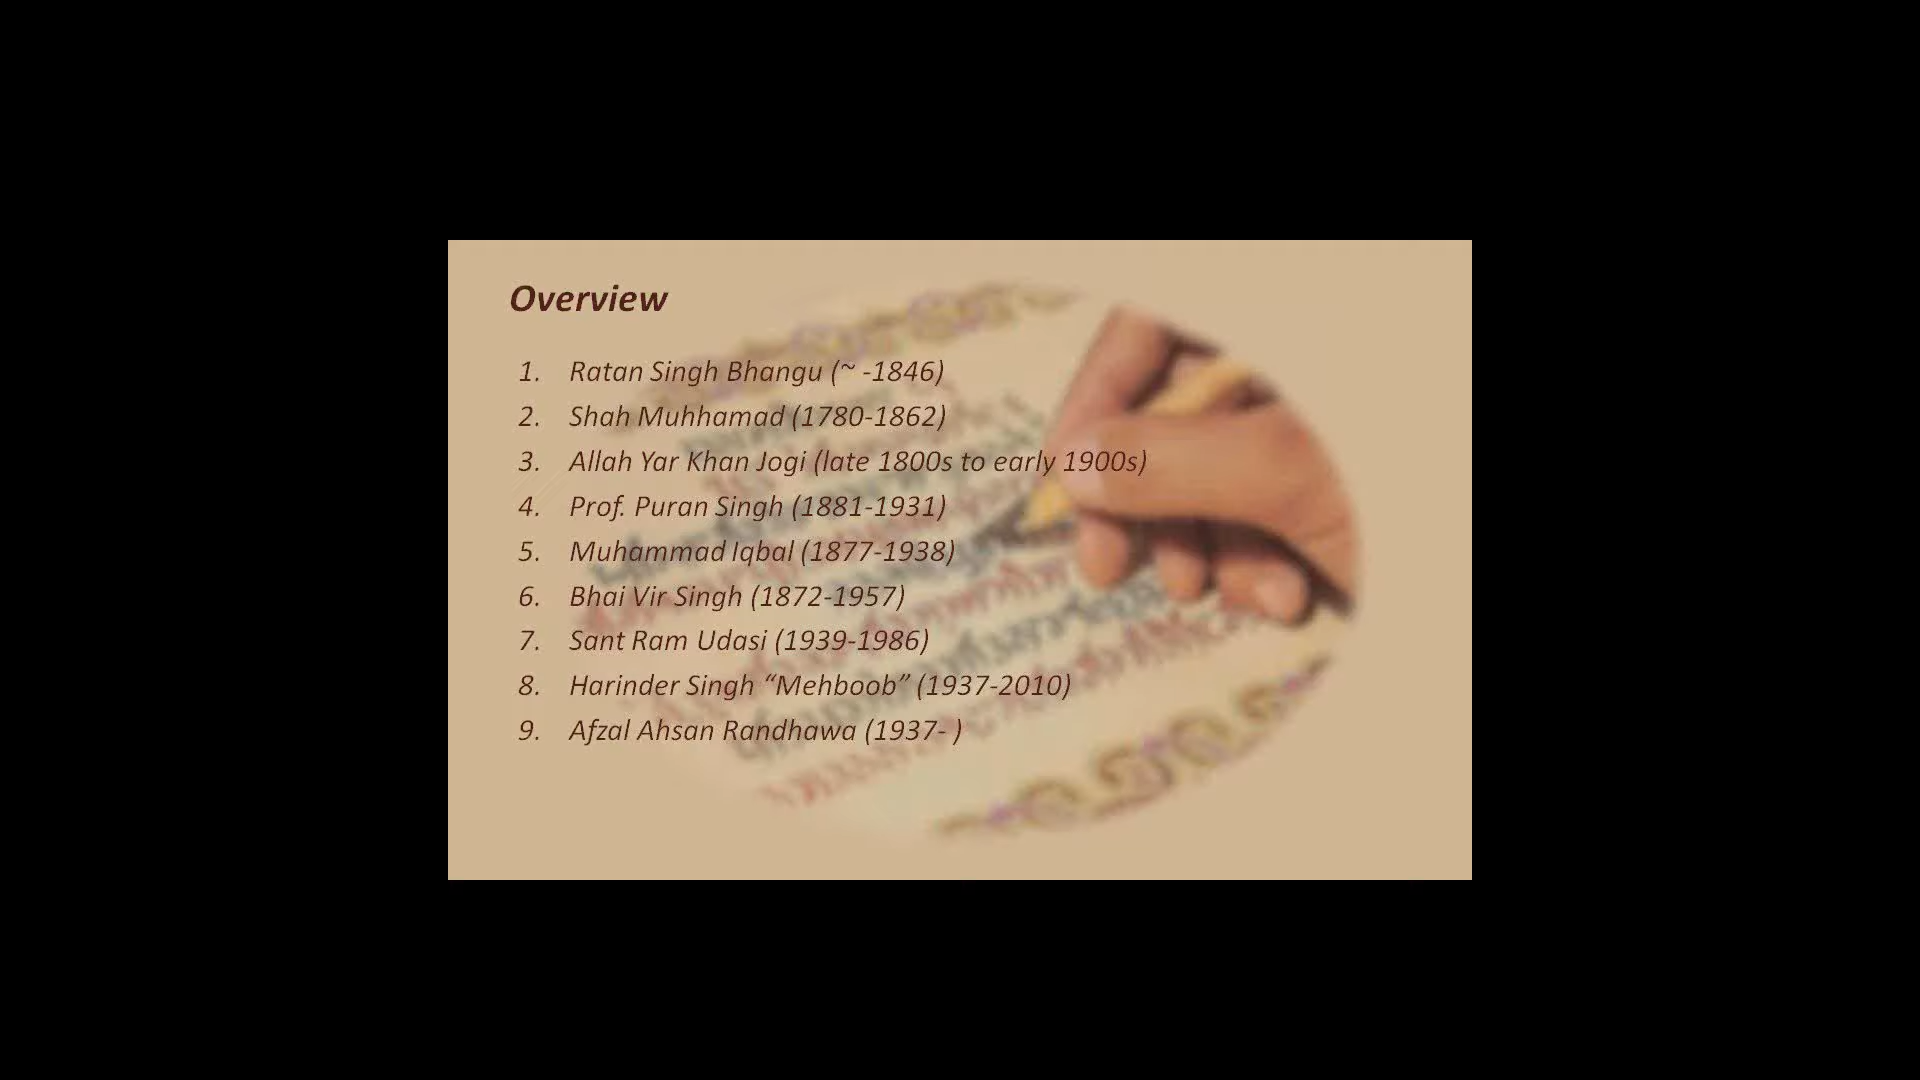 Overview
1. Ratan Singh Bhangu (~ -1846)
2. Shah Muhhamad (1780-1862)
3. Allah Yar Khan Jogi (late 1800s to early 1900s)
4. Prof. Puran Singh (1881-1931)
5. Muhammad Iqbal (1877-1938)
6. Bhai Vir Singh (1872-1957)
7. Sant Ram Udasi (1939-1986)
8. Harinder Singh “Mehboob” (1937-2010)
9. Afzal Ahsan Randhawa (1937- )